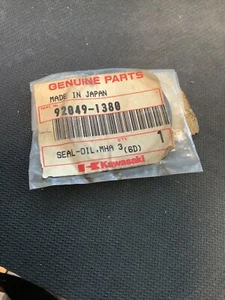 GENUINE PARTS
MADE IN JAPAN
92049-1380
1
SEAL-OIL,MHA 3(6D)
Kawasaki